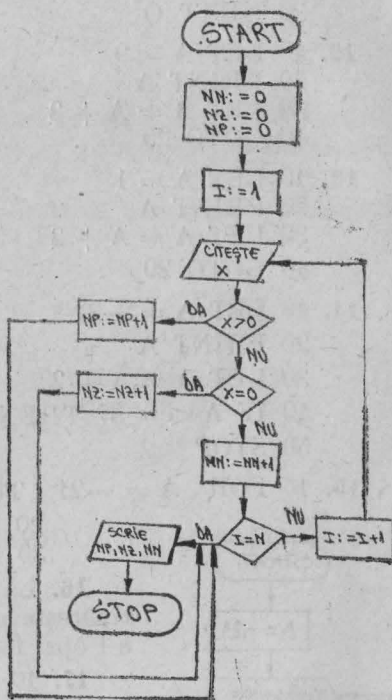 START
NN:=0
NZ:=0
NP:=0
I:=1
CITEŞTE
X
X>0
DA
NP:=NP+1
NU
X=0
DA
NZ:=NZ+1
NU
NN:=NN+1
I=N
NU
I:=I+1
DA
SCRIE
NP,NZ,NN
STOP